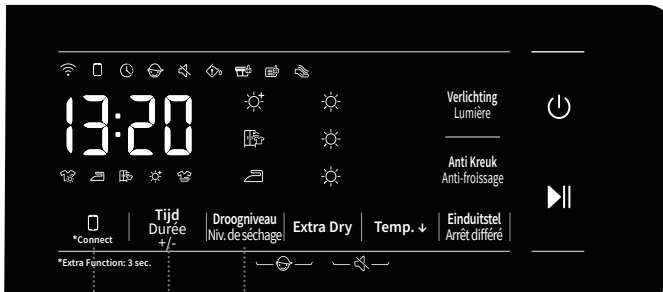 13:20
Verlichting
Lumière
Anti Kreuk
Anti-froissage
*Connect
Tijd
Durée
+/-
Droogniveau
Niv. de séchage
Extra Dry
Temp. ↓
Einduitstel
Arrêt différé
*Extra Function: 3 sec.